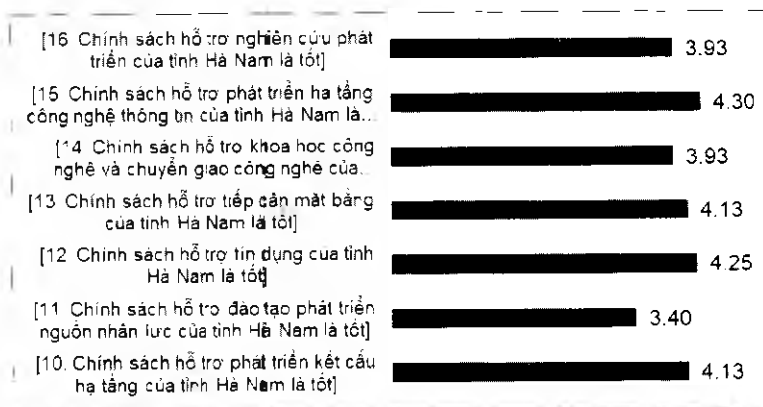 [16 Chính sách hỗ trợ nghiên cứu phát
triển của tỉnh Hà Nam là tốt]
3.93
[15 Chính sách hỗ trợ phát triển hạ tầng
công nghệ thông tin của tỉnh Hà Nam là...
4.30
[14 Chính sách hỗ trợ khoa học công
nghệ và chuyển giao công nghệ của...
3.93
[13 Chính sách hỗ trợ tiếp cận mặt bằng
của tỉnh Hà Nam là tốt]
4.13
[12 Chính sách hỗ trợ tín dụng của tỉnh
Hà Nam là tốt]
4.25
[11 Chính sách hỗ trợ đào tạo phát triển
nguồn nhân lực của tỉnh Hà Nam là tốt]
3.40
[10. Chính sách hỗ trợ phát triển kết cấu
hạ tầng của tỉnh Hà Nam là tốt]
4.13